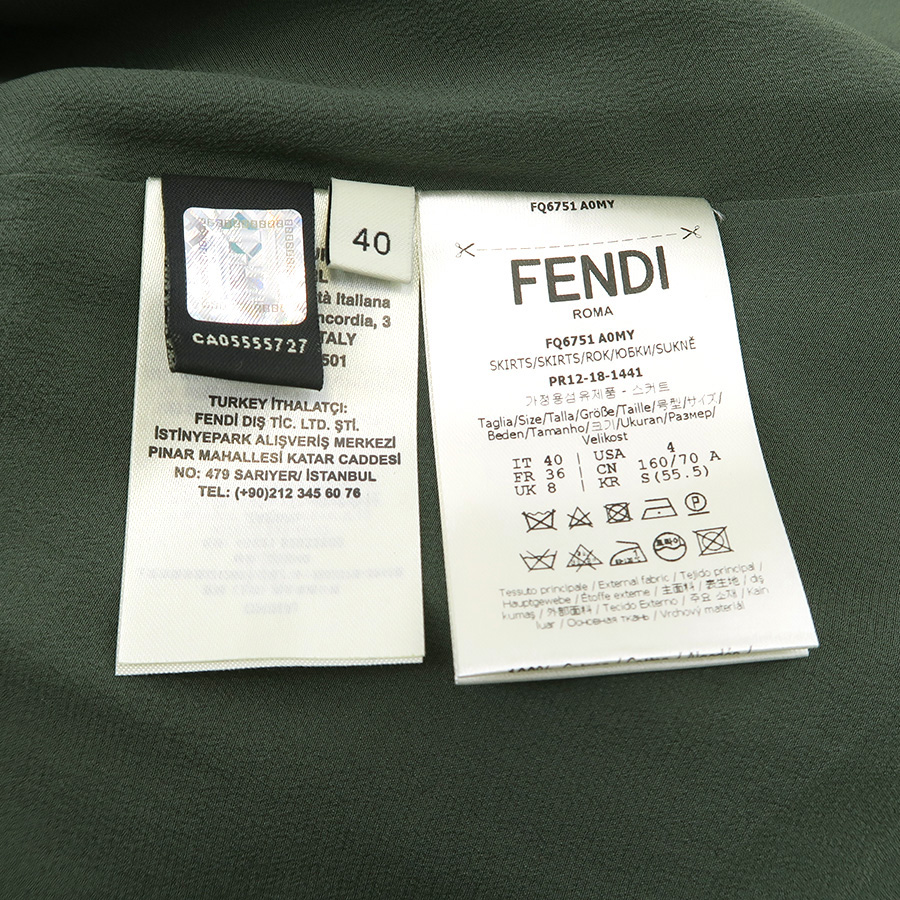 CA05555727
40
tà Italiana
ncordia, 3
TALY
501
TURKEY İTHALATÇI:
FENDI DIŞ TİC. LTD. ŞTİ.
İSTİNYEPARK ALIŞVERİŞ MERKEZİ
PINAR MAHALLESİ KATAR CADDESİ
NO: 479 SARIYER/ İSTANBUL
TEL: (+90)212 345 60 76
FQ6751 A0MY
FENDI
ROMA
FQ6751 A0MY
SKIRTS/SKIRTS/ROK/ЮБКИ/SUKNĚ
PR12-18-1441
가정용섬유제품 - 스커트
Taglia/Size/Talla/Größe/Taille/号型/サイズ/
Beden/Tamanho/크기/Ukuran/Размер/
Velikost
IT 40 USA 4
FR 36 CN 160/70 A
UK 8 KR S(55.5)
Tessuto principale / External fabric / Tejido principal /
Hauptgewebe / Étoffe externe / 主面料 / 表生地 / dış
kumaş / 外部面料 / Tecido Externo / 주요 소재 / Kain
luar / Основная ткань / Vrchový materiál